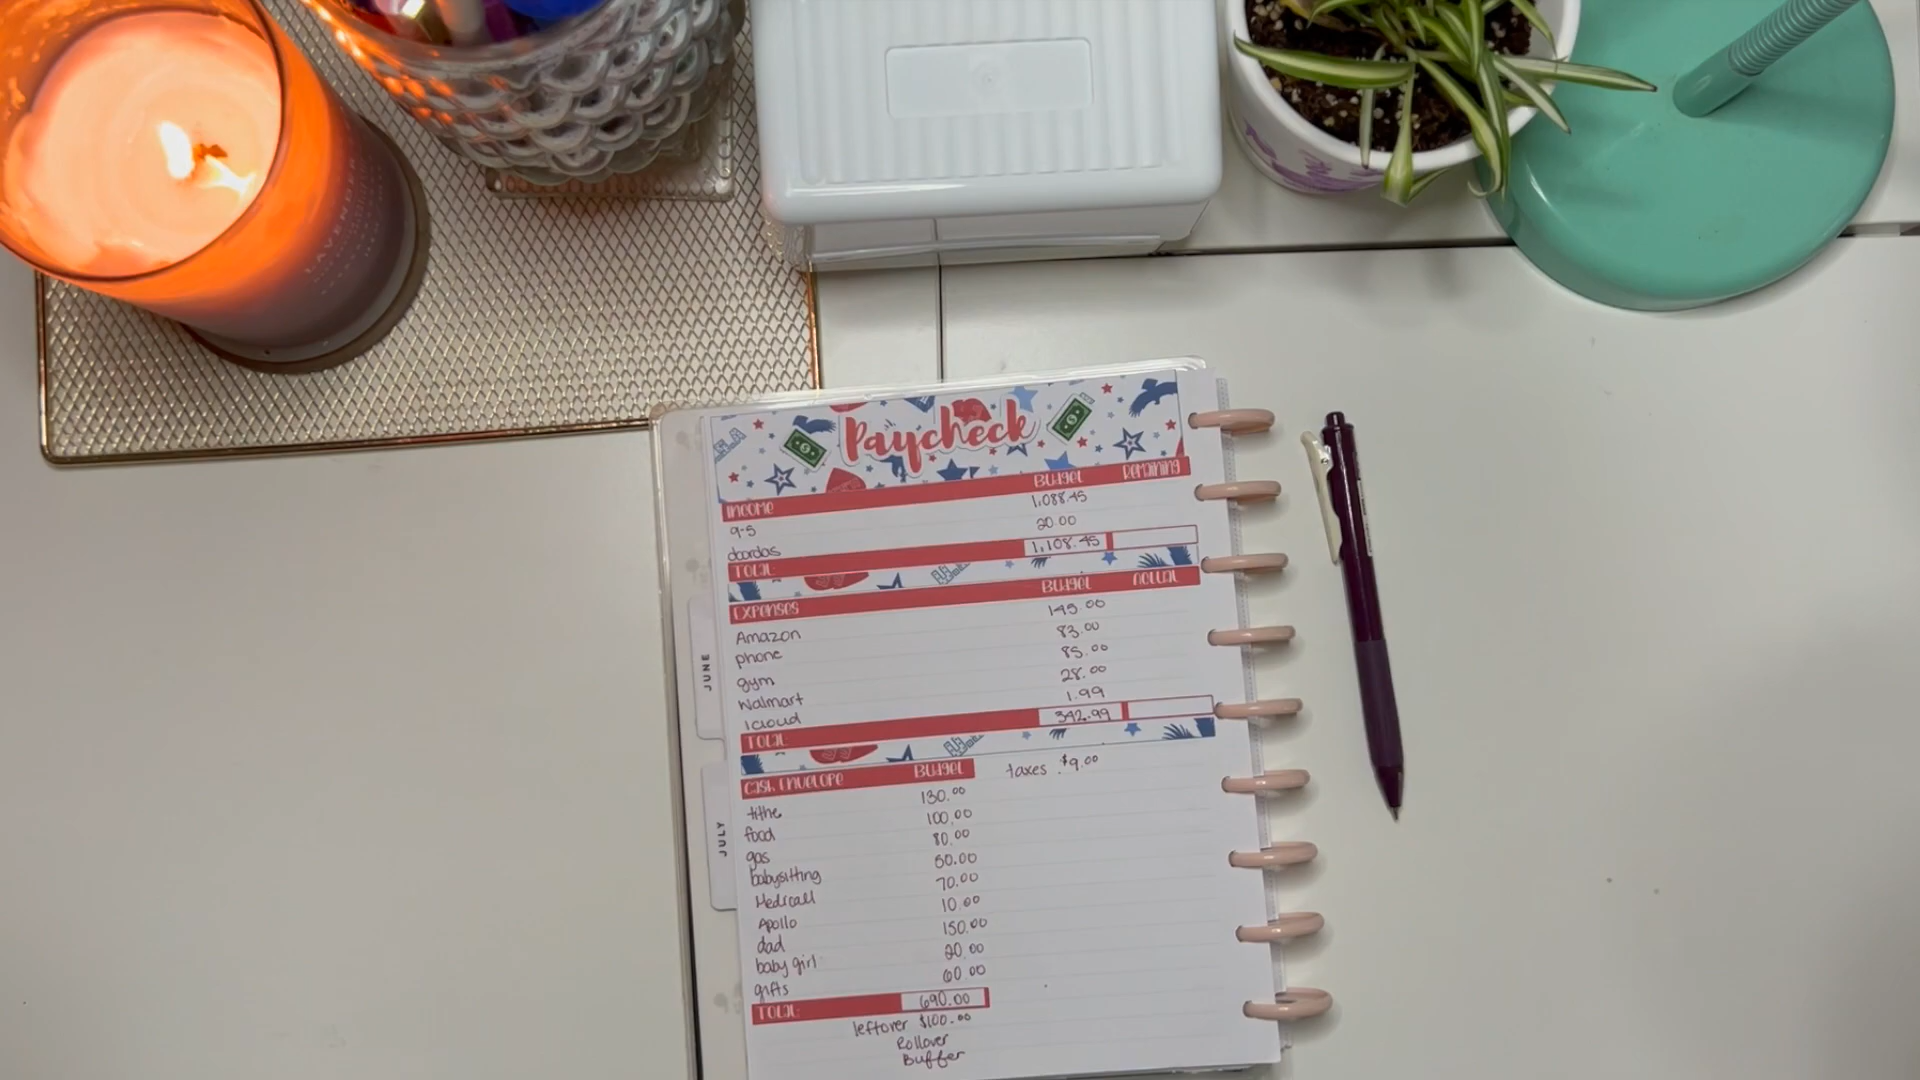 LAVENDER
Paycheck
INCOME BUDGET REMAINING
9-5 1,088.45
doordas 20.00
TOTAL: 1,108.45
EXPENSES BUDGET ACTUAL
Amazon 145.00
phone 83.00
gym 85.00
Walmart 28.00
icloud 1.99
TOTAL: 342.99
CASH ENVELOPE BUDGET taxes : $9.00
tithe 130.00
food 100.00
gas 80.00
babysitting 50.00
Medicall 70.00
Apollo 10.00
dad 150.00
baby girl 20.00
gifts 60.00
TOTAL: 690.00
leftover $100.00
Rollover
Buffer
JUNE
JULY